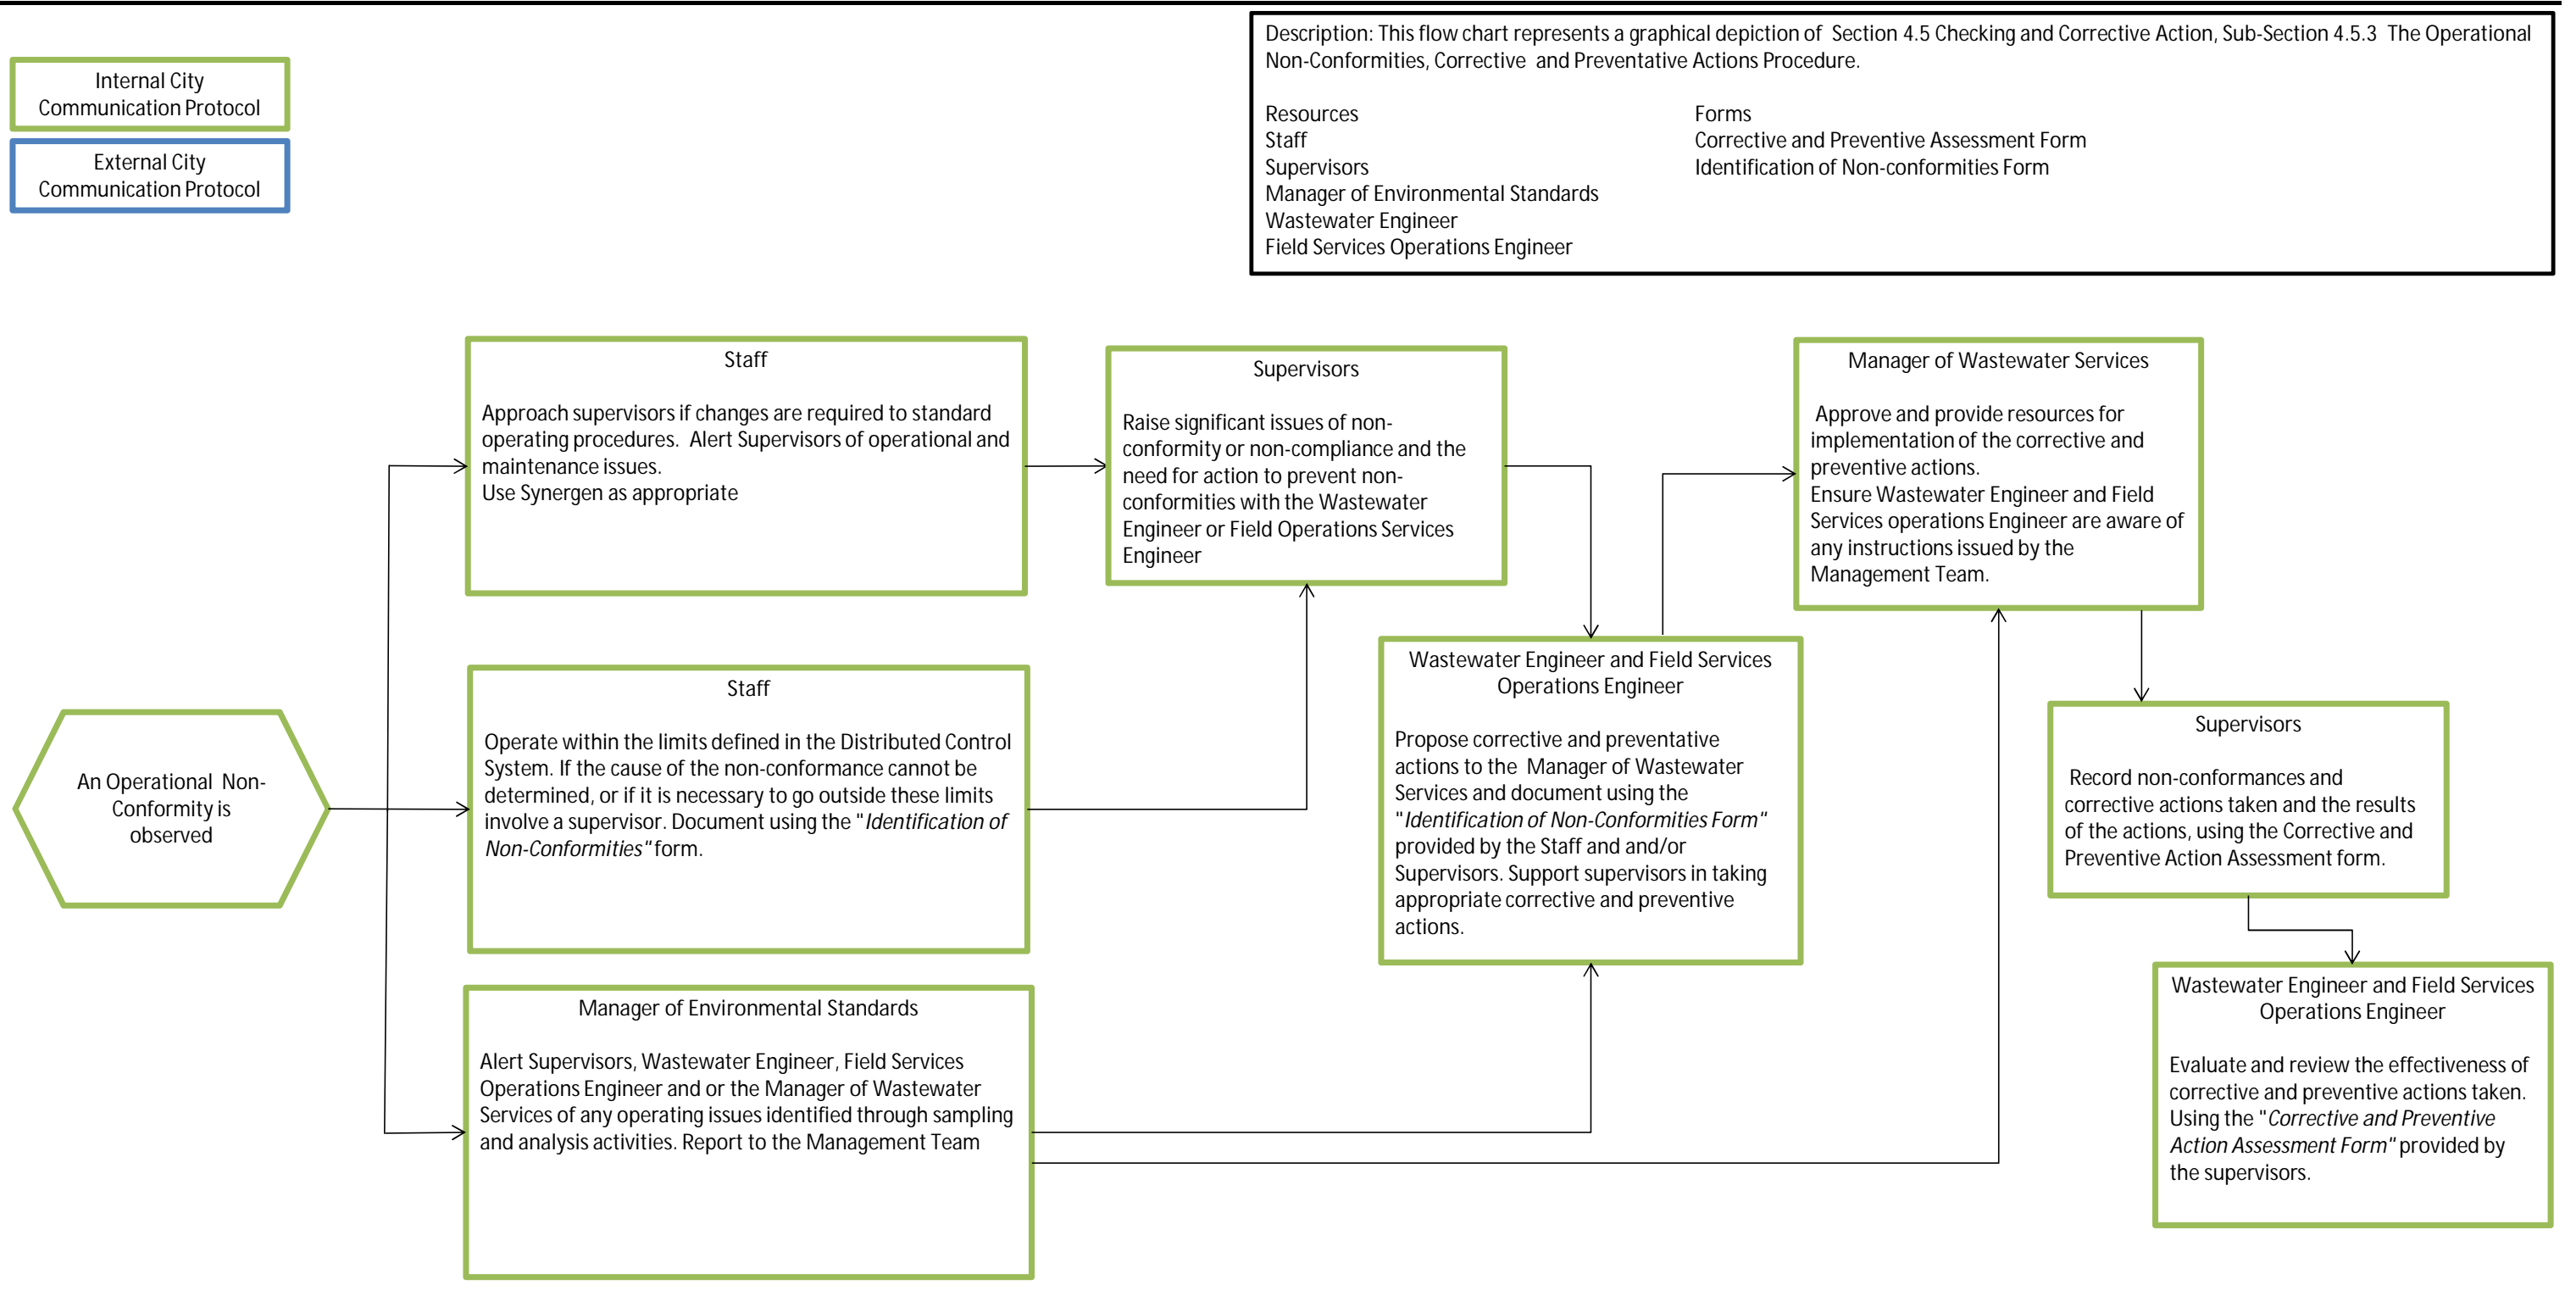 Description: This flow chart represents a graphical depiction of Section 4.5 Checking and Corrective Action, Sub-Section 4.5.3 The Operational
Non-Conformities, Corrective and Preventative Actions Procedure.
Resources
Staff
Supervisors
Manager of Environmental Standards
Wastewater Engineer
Field Services Operations Engineer
Forms
Corrective and Preventive Assessment Form
Identification of Non-conformities Form
Internal City
Communication Protocol
External City
Communication Protocol
An Operational Non-
Conformity is
observed
Staff
Approach supervisors if changes are required to standard
operating procedures. Alert Supervisors of operational and
maintenance issues.
Use Synergen as appropriate
Staff
Operate within the limits defined in the Distributed Control
System. If the cause of the non-conformance cannot be
determined, or if it is necessary to go outside these limits
involve a supervisor. Document using the "Identification of
Non-Conformities" form.
Manager of Environmental Standards
Alert Supervisors, Wastewater Engineer, Field Services
Operations Engineer and or the Manager of Wastewater
Services of any operating issues identified through sampling
and analysis activities. Report to the Management Team
Supervisors
Raise significant issues of non-
conformity or non-compliance and the
need for action to prevent non-
conformities with the Wastewater
Engineer or Field Operations Services
Engineer
Wastewater Engineer and Field Services
Operations Engineer
Propose corrective and preventative
actions to the Manager of Wastewater
Services and document using the
"Identification of Non-Conformities Form"
provided by the Staff and and/or
Supervisors. Support supervisors in taking
appropriate corrective and preventive
actions.
Manager of Wastewater Services
Approve and provide resources for
implementation of the corrective and
preventive actions.
Ensure Wastewater Engineer and Field
Services operations Engineer are aware of
any instructions issued by the
Management Team.
Supervisors
Record non-conformances and
corrective actions taken and the results
of the actions, using the Corrective and
Preventive Action Assessment form.
Wastewater Engineer and Field Services
Operations Engineer
Evaluate and review the effectiveness of
corrective and preventive actions taken.
Using the "Corrective and Preventive
Action Assessment Form" provided by
the supervisors.